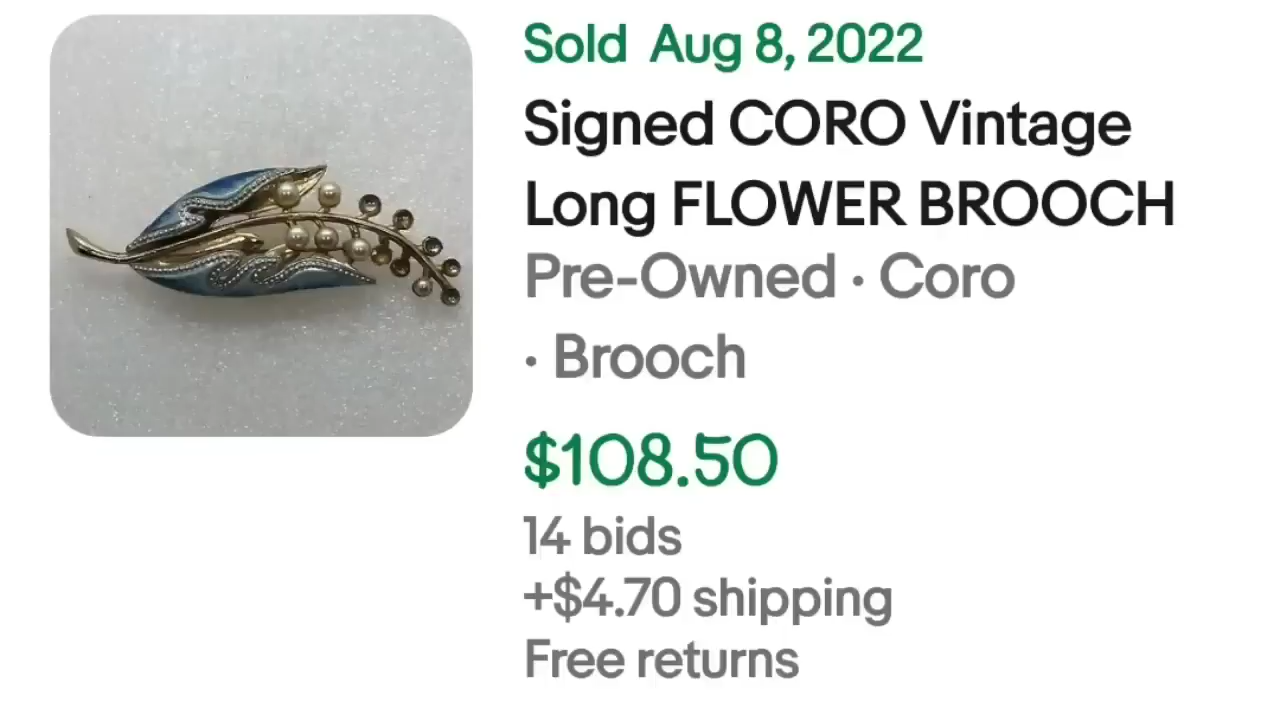 Sold Aug 8, 2022
Signed CORO Vintage
Long FLOWER BROOCH
Pre-Owned · Coro
· Brooch
$108.50
14 bids
+$4.70 shipping
Free returns